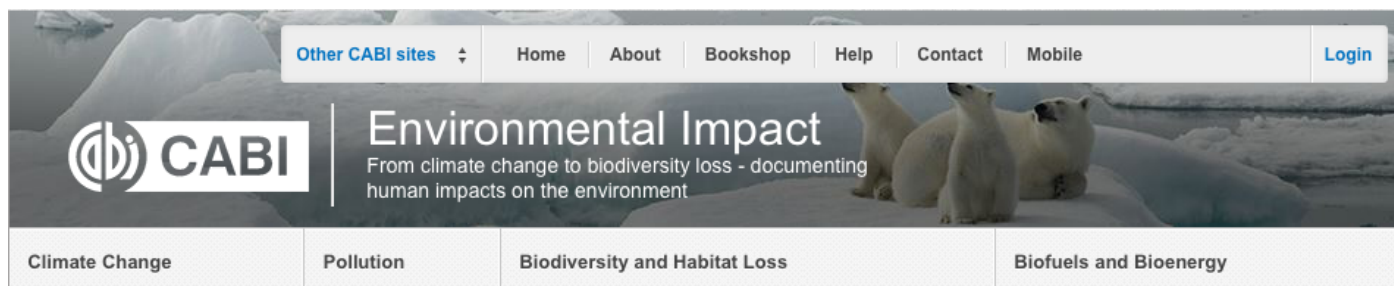 Other CABI sites Home About Bookshop Help Contact Mobile Login
CABI
Environmental Impact
From climate change to biodiversity loss - documenting
human impacts on the environment
Climate Change Pollution Biodiversity and Habitat Loss Biofuels and Bioenergy